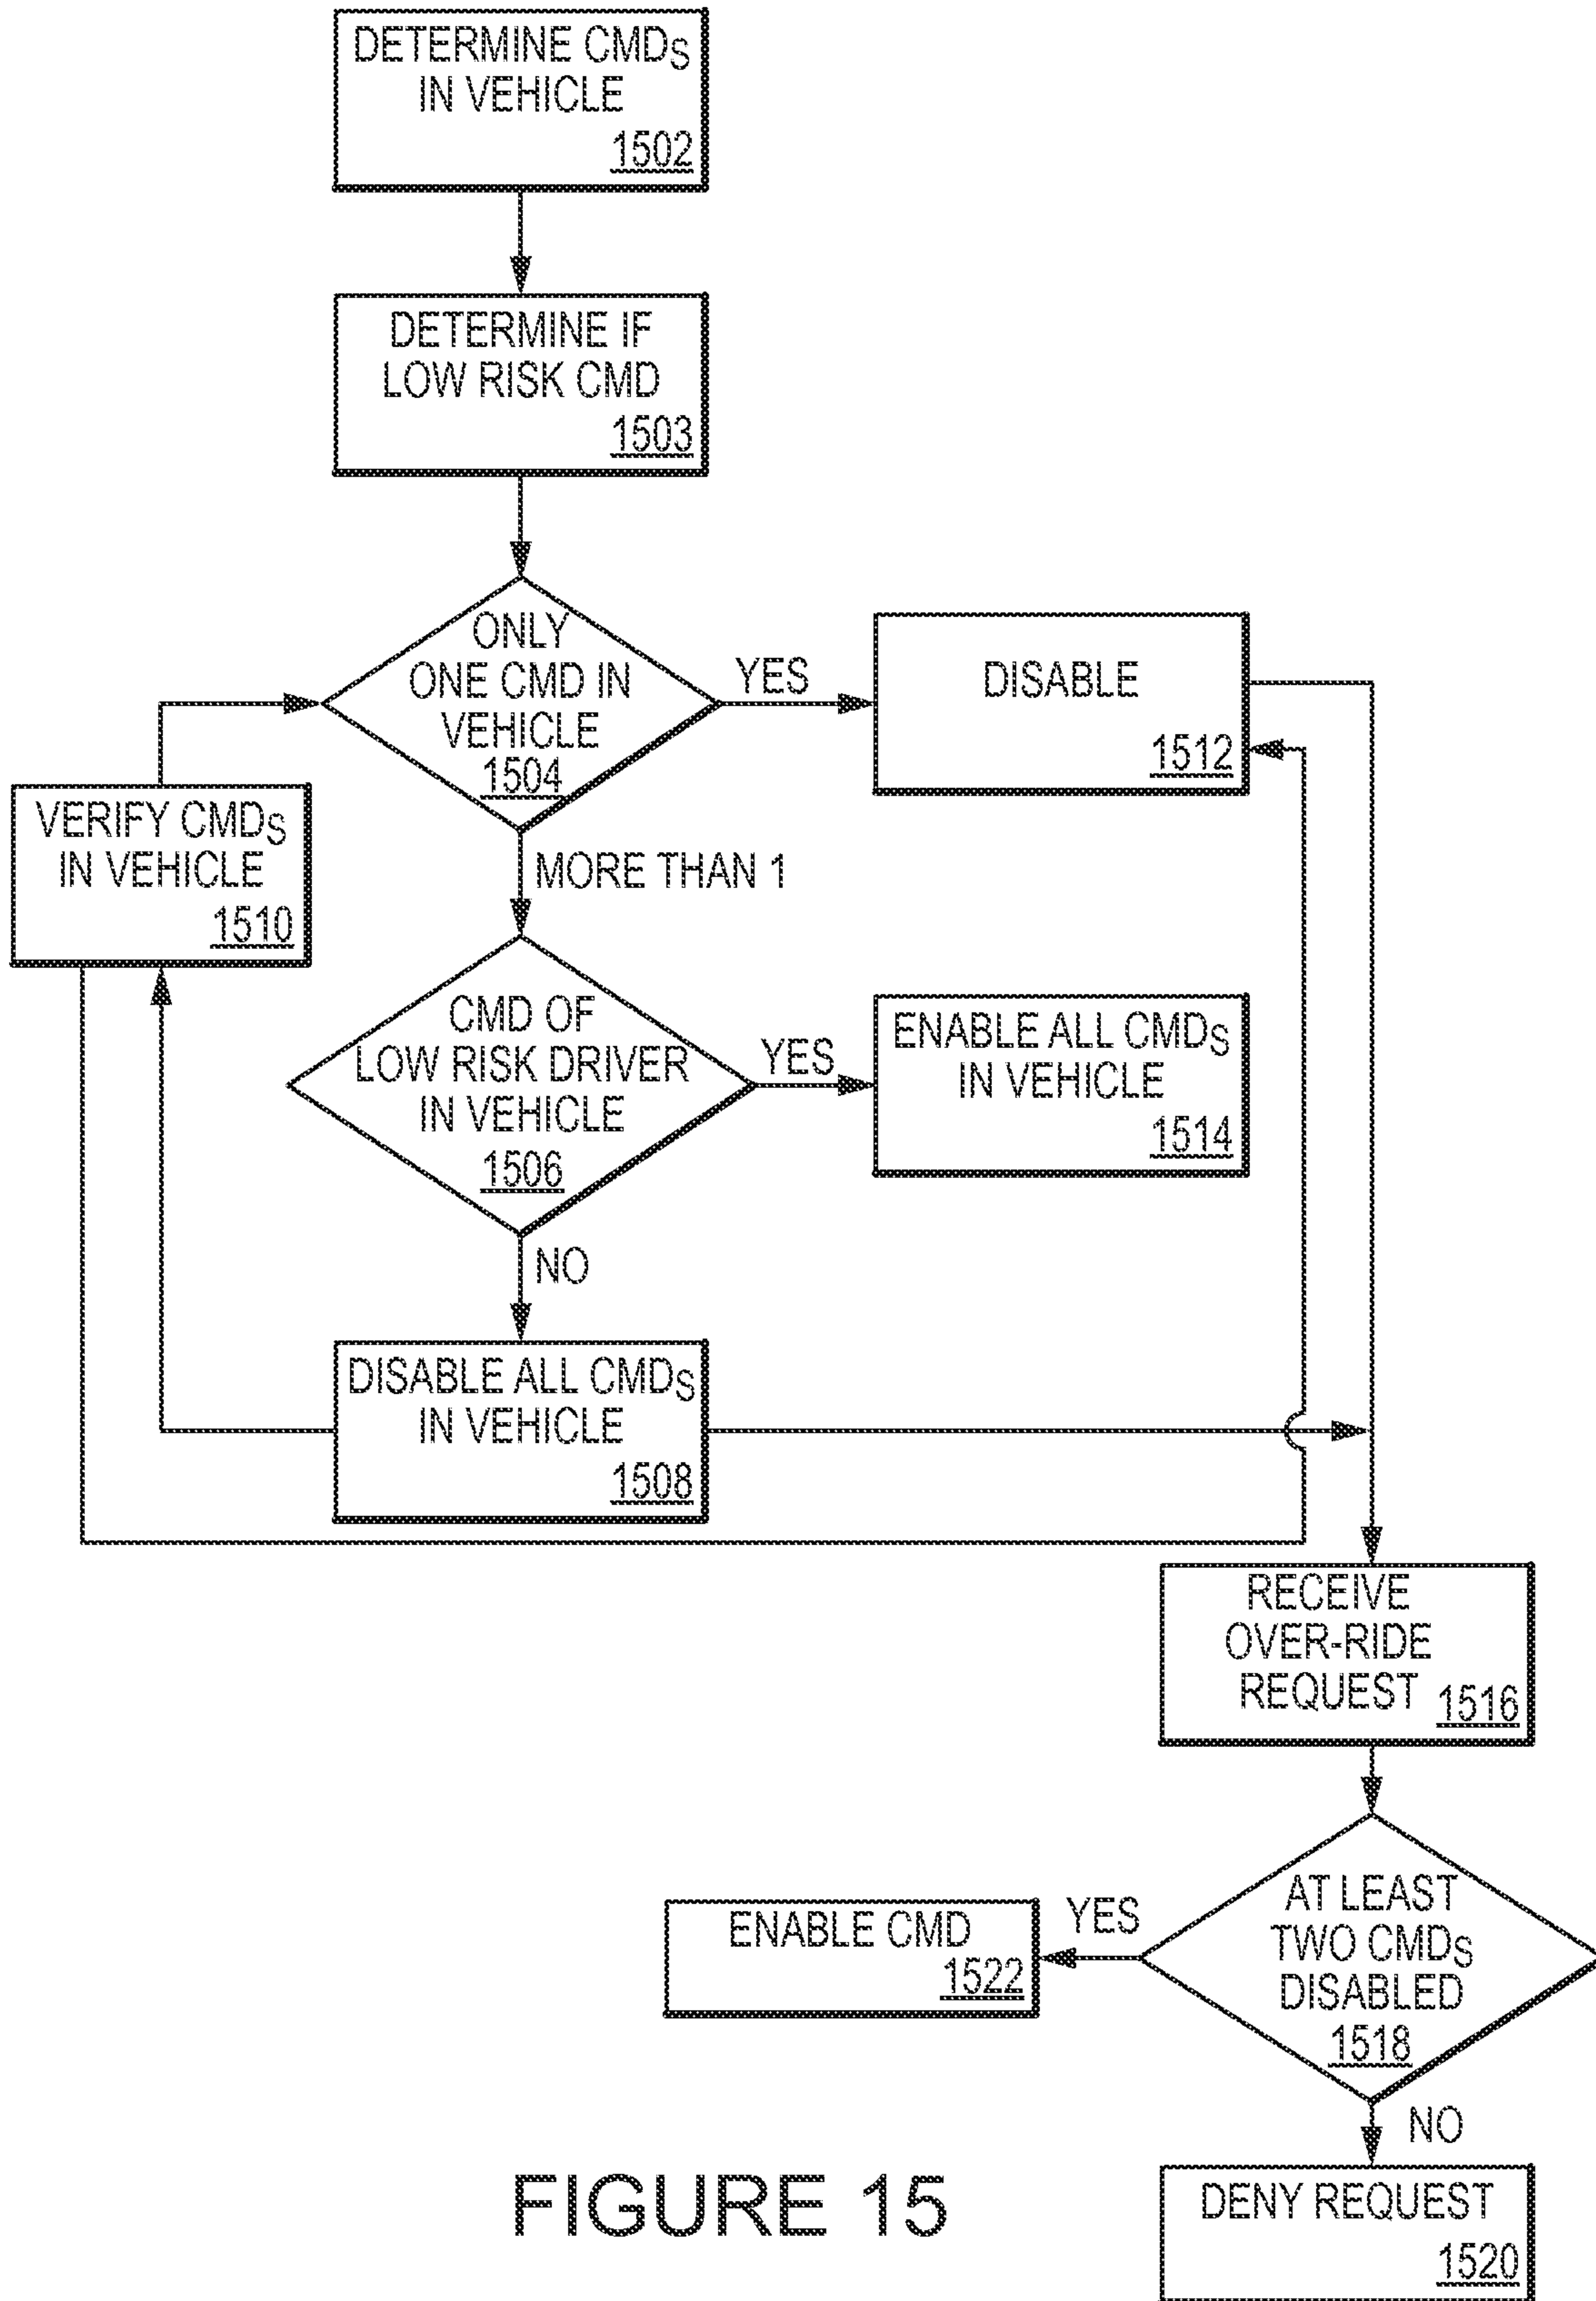 DETERMINE CMDS
IN VEHICLE
1502
DETERMINE IF
LOW RISK CMD
1503
ONLY
ONE CMD IN
VEHICLE
1504
YES
DISABLE
1512
VERIFY CMDS
IN VEHICLE
1510
MORE THAN 1
CMD OF
LOW RISK DRIVER
IN VEHICLE
1506
YES
ENABLE ALL CMDS
IN VEHICLE
1514
NO
DISABLE ALL CMDS
IN VEHICLE
1508
RECEIVE
OVER-RIDE
REQUEST 1516
AT LEAST
TWO CMDS
DISABLED
1518
YES
ENABLE CMD
1522
NO
DENY REQUEST
1520
FIGURE 15